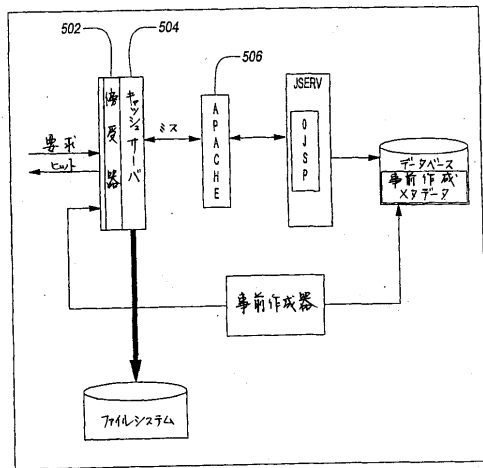 502
504
506
傍受器
キャッシュサーバ
要求
ヒット
ミス
APACHE
JSERV
OJSP
データベース
事前作成
メタデータ
事前作成器
ファイルシステム